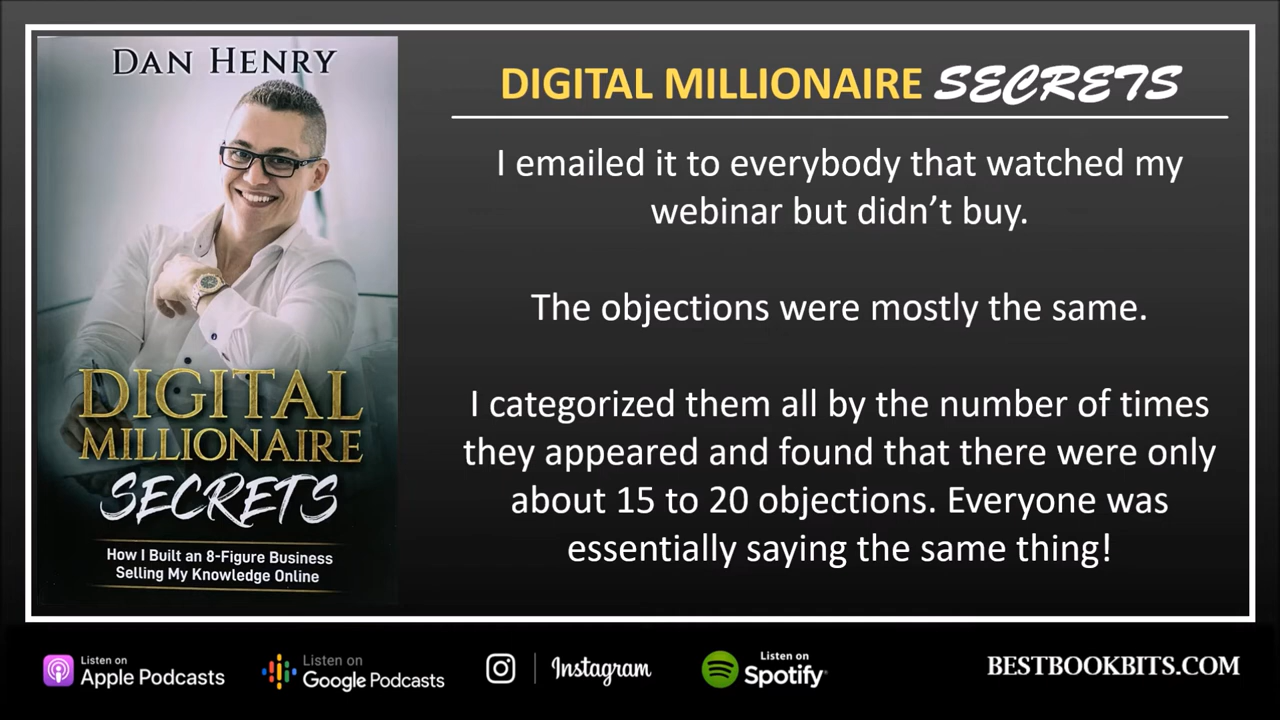 DAN HENRY
DIGITAL
MILLIONAIRE
SECRETS
How I Built an 8-Figure Business
Selling My Knowledge Online
DIGITAL MILLIONAIRE SECRETS
I emailed it to everybody that watched my
webinar but didn’t buy.
The objections were mostly the same.
I categorized them all by the number of times
they appeared and found that there were only
about 15 to 20 objections. Everyone was
essentially saying the same thing!
Listen on
Apple Podcasts
Listen on
Google Podcasts
Instagram
Listen on
Spotify
BESTBOOKBITS.COM